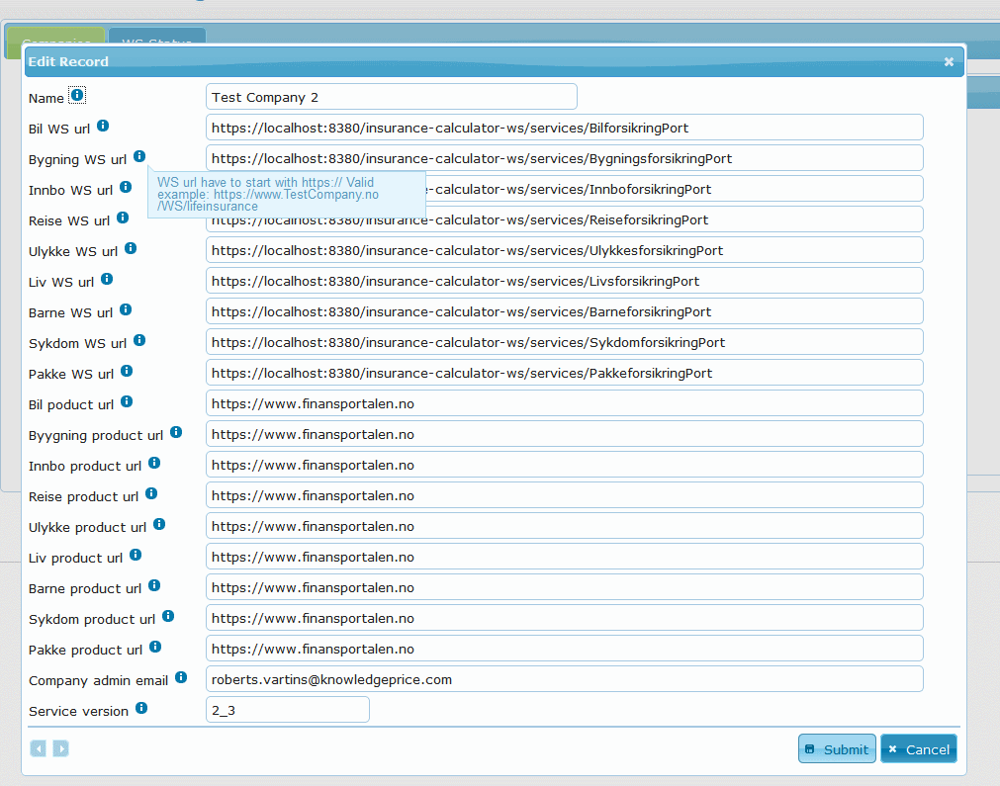 Companies WS Status
Edit Record
Name Test Company 2
Bil WS url https://localhost:8380/insurance-calculator-ws/services/BilforsikringPort
Bygning WS url https://localhost:8380/insurance-calculator-ws/services/BygningsforsikringPort
WS url have to start with https:// Valid
example: https://www.TestCompany.no
/WS/lifeinsurance
Innbo WS url e-calculator-ws/services/InnboforsikringPort
Reise WS url https://localhost:8380/insurance-calculator-ws/services/ReiseforsikringPort
Ulykke WS url https://localhost:8380/insurance-calculator-ws/services/UlykkesforsikringPort
Liv WS url https://localhost:8380/insurance-calculator-ws/services/LivsforsikringPort
Barne WS url https://localhost:8380/insurance-calculator-ws/services/BarneforsikringPort
Sykdom WS url https://localhost:8380/insurance-calculator-ws/services/SykdomforsikringPort
Pakke WS url https://localhost:8380/insurance-calculator-ws/services/PakkeforsikringPort
Bil poduct url https://www.finansportalen.no
Byygning product url https://www.finansportalen.no
Innbo product url https://www.finansportalen.no
Reise product url https://www.finansportalen.no
Ulykke product url https://www.finansportalen.no
Liv product url https://www.finansportalen.no
Barne product url https://www.finansportalen.no
Sykdom product url https://www.finansportalen.no
Pakke product url https://www.finansportalen.no
Company admin email roberts.vartins@knowledgeprice.com
Service version 2_3
Submit Cancel